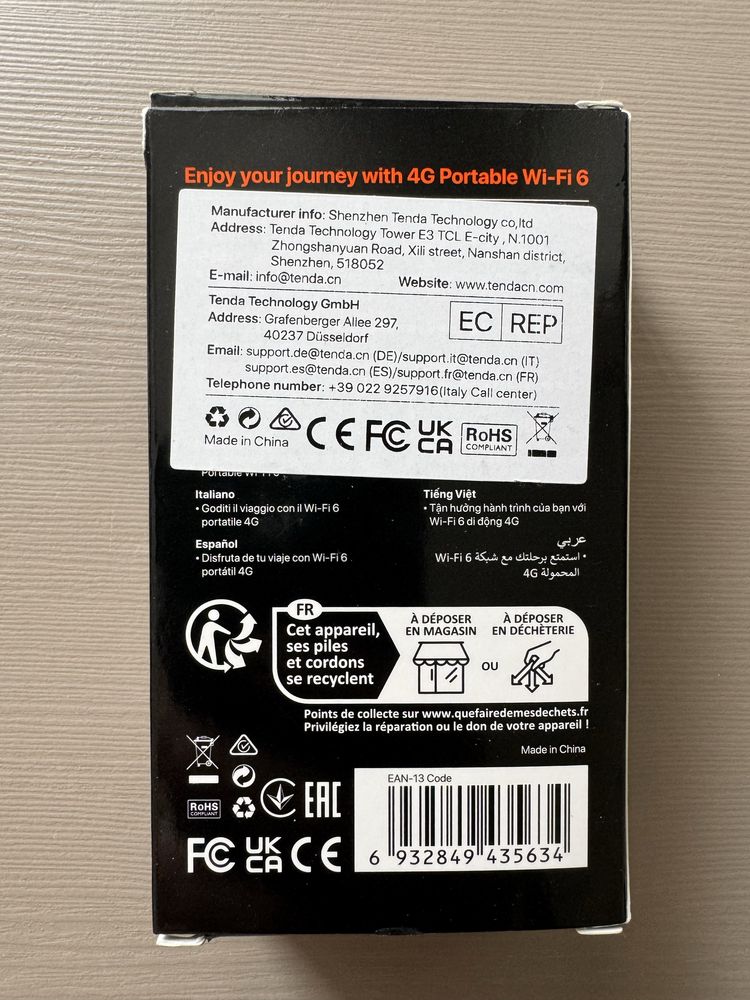 Enjoy your journey with 4G Portable Wi-Fi 6
Manufacturer info: Shenzhen Tenda Technology co,ltd
Address: Tenda Technology Tower E3 TCL E-city , N.1001
Zhongshanyuan Road, Xili street, Nanshan district,
Shenzhen, 518052
E-mail: info@tenda.cn Website: www.tendacn.com
Tenda Technology GmbH
Address: Grafenberger Allee 297,
40237 Düsseldorf
EC REP
Email: support.de@tenda.cn (DE)/support.it@tenda.cn (IT)
support.es@tenda.cn (ES)/support.fr@tenda.cn (FR)
Telephone number: +39 022 9257916(Italy Call center)
Made in China
CE FC UK CA RoHS
COMPLIANT
Italiano
• Goditi il viaggio con il Wi-Fi 6
portatile 4G
Español
• Disfruta de tu viaje con Wi-Fi 6
portátil 4G
Tiếng Việt
• Tận hưởng hành trình của bạn với
Wi-Fi 6 di động 4G
عربي
• استمتع برحلتك مع شبكة Wi-Fi 6
المحمولة 4G
FR
Cet appareil,
ses piles
et cordons
se recyclent
À DÉPOSER
EN MAGASIN
OU
À DÉPOSER
EN DÉCHÈTERIE
Points de collecte sur www.quefairedemesdechets.fr
Privilégiez la réparation ou le don de votre appareil !
Made in China
RoHS
COMPLIANT
EAC
FC UK CA CE
EAN-13 Code
6 932849 435634